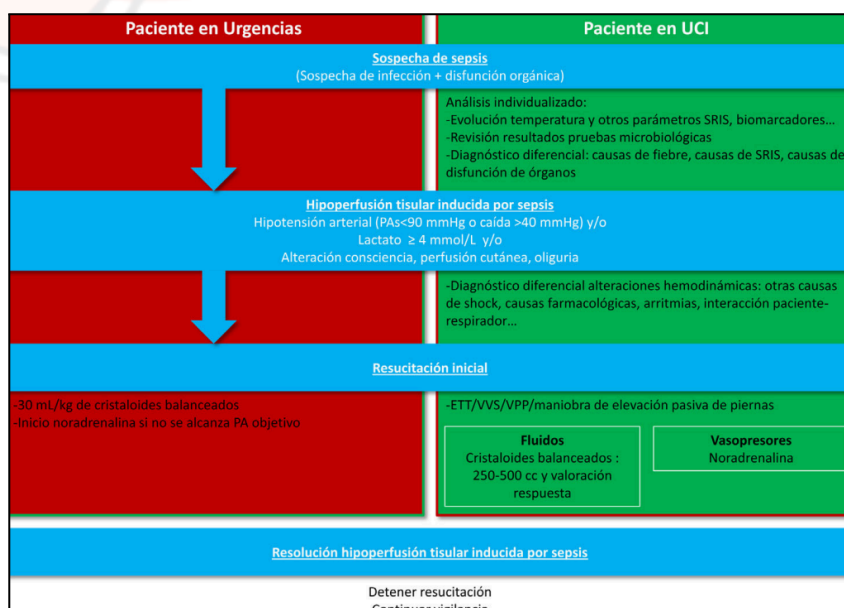 Paciente en Urgencias
Paciente en UCI
Sospecha de sepsis
(Sospecha de infección + disfunción orgánica)
Análisis individualizado:
-Evolución temperatura y otros parámetros SRIS, biomarcadores…
-Revisión resultados pruebas microbiológicas
-Diagnóstico diferencial: causas de fiebre, causas de SRIS, causas de
disfunción de órganos
Hipoperfusión tisular inducida por sepsis
Hipotensión arterial (PAs<90 mmHg o caída >40 mmHg) y/o
Lactato ≥ 4 mmol/L y/o
Alteración consciencia, perfusión cutánea, oliguria
-Diagnóstico diferencial alteraciones hemodinámicas: otras causas
de shock, causas farmacológicas, arritmias, interacción paciente-
respirador…
Resucitación inicial
-30 mL/kg de cristaloides balanceados
-Inicio noradrenalina si no se alcanza PA objetivo
-ETT/VVS/VPP/maniobra de elevación pasiva de piernas
Fluidos
Cristaloides balanceados :
250-500 cc y valoración
respuesta
Vasopresores
Noradrenalina
Resolución hipoperfusión tisular inducida por sepsis
Detener resucitación
Continuar vigilancia